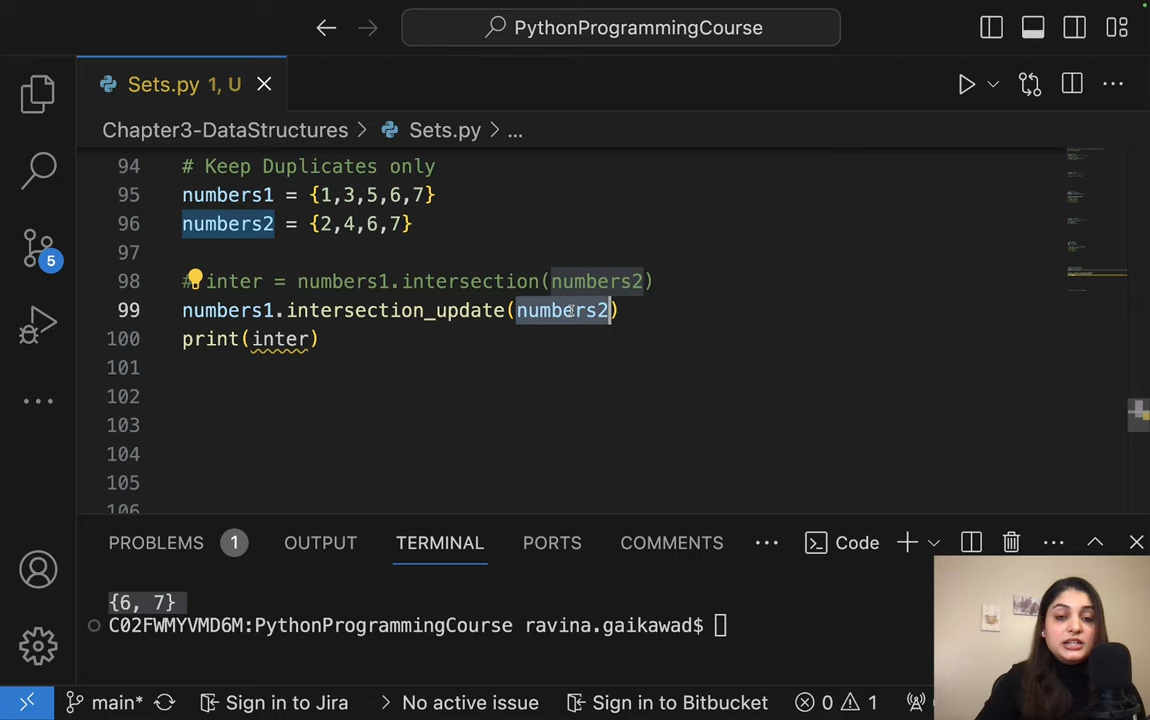 PythonProgrammingCourse
Sets.py 1, U
Chapter3-DataStructures > Sets.py > ...
94 # Keep Duplicates only
95 numbers1 = {1,3,5,6,7}
96 numbers2 = {2,4,6,7}
97
98 # inter = numbers1.intersection(numbers2)
99 numbers1.intersection_update(numbers2)
100 print(inter)
101
102
103
104
105
106
5
PROBLEMS 1 OUTPUT TERMINAL PORTS COMMENTS ... Code
{6, 7}
C02FWMYVMD6M:PythonProgrammingCourse ravina.gaikawad$
main* Sign in to Jira > No active issue Sign in to Bitbucket 0 1